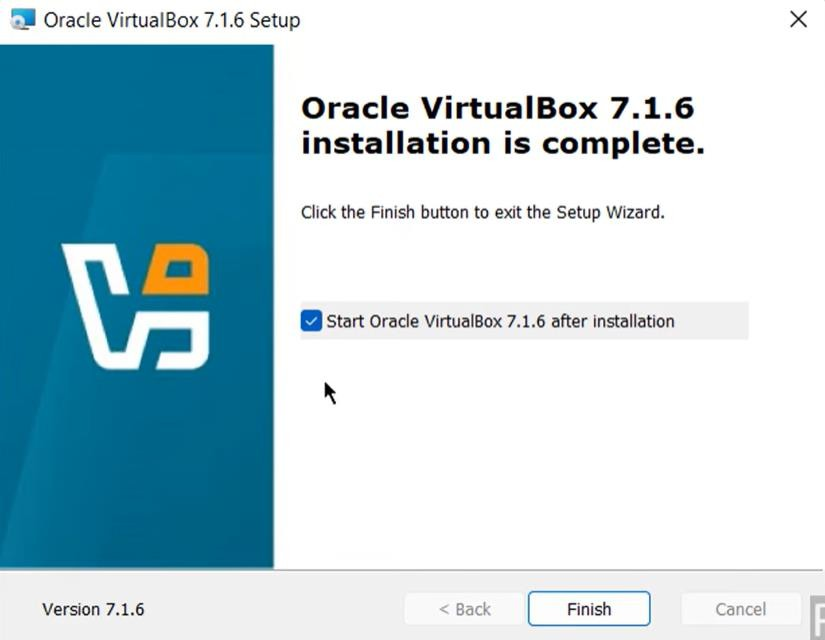 Oracle VirtualBox 7.1.6 Setup
Oracle VirtualBox 7.1.6
installation is complete.
Click the Finish button to exit the Setup Wizard.
Start Oracle VirtualBox 7.1.6 after installation
Version 7.1.6
< Back
Finish
Cancel